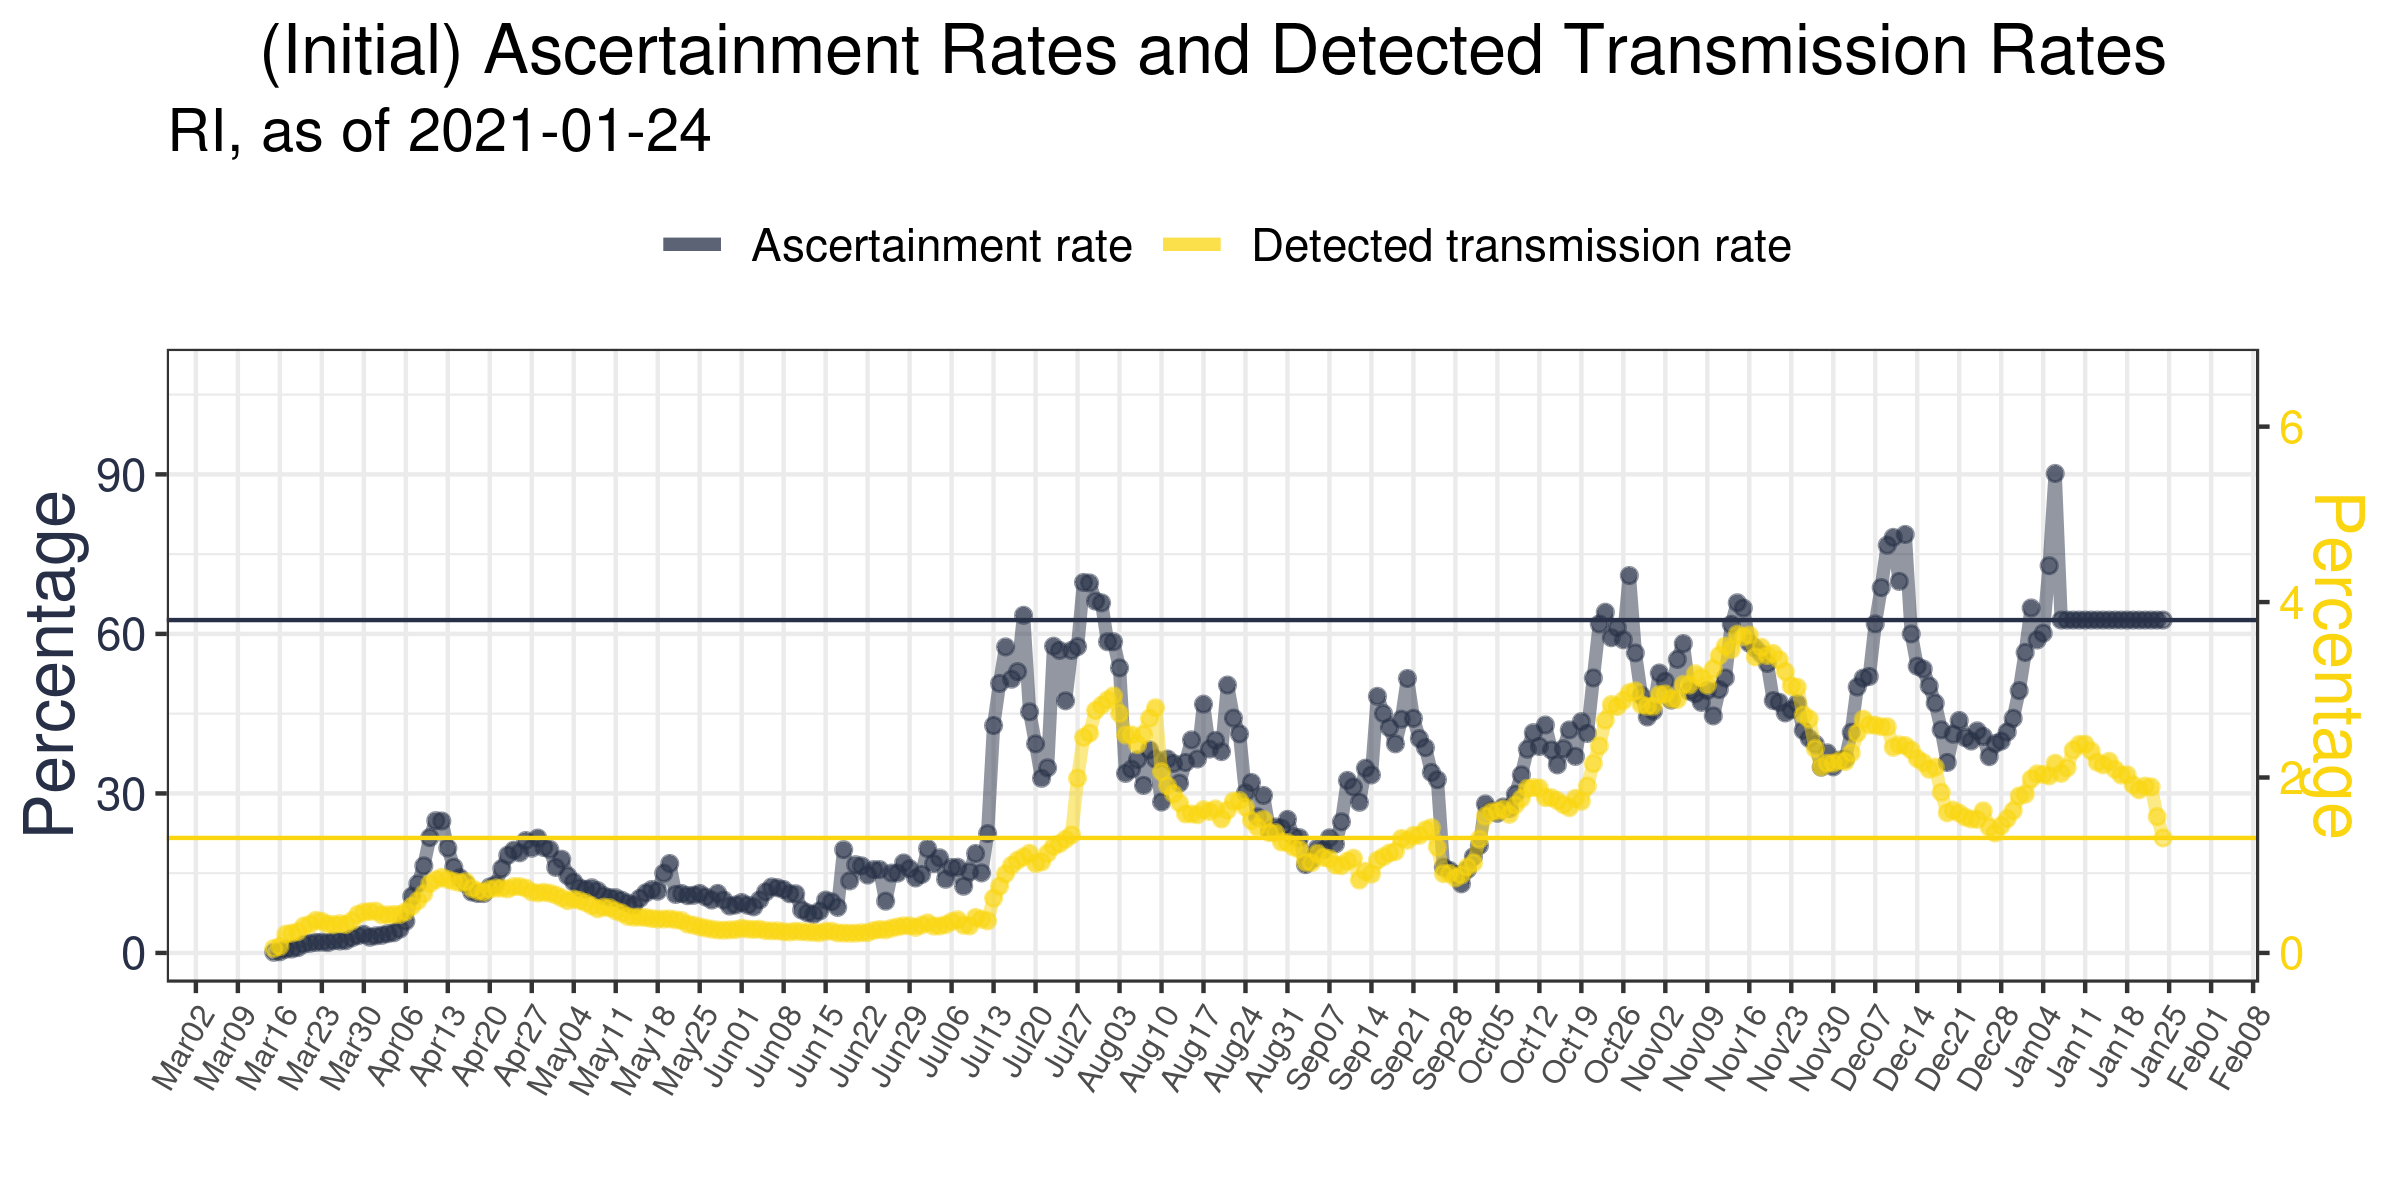 (Initial) Ascertainment Rates and Detected Transmission Rates
RI, as of 2021-01-24
Ascertainment rate
Detected transmission rate
Percentage
90
60
30
0
6
4
2
0
Percentage
Mar02
Mar09
Mar16
Mar23
Mar30
Apr06
Apr13
Apr20
Apr27
May04
May11
May18
May25
Jun01
Jun08
Jun15
Jun22
Jun29
Jul06
Jul13
Jul20
Jul27
Aug03
Aug10
Aug17
Aug24
Aug31
Sep07
Sep14
Sep21
Sep28
Oct05
Oct12
Oct19
Oct26
Nov02
Nov09
Nov16
Nov23
Nov30
Dec07
Dec14
Dec21
Dec28
Jan04
Jan11
Jan18
Jan25
Feb01
Feb08